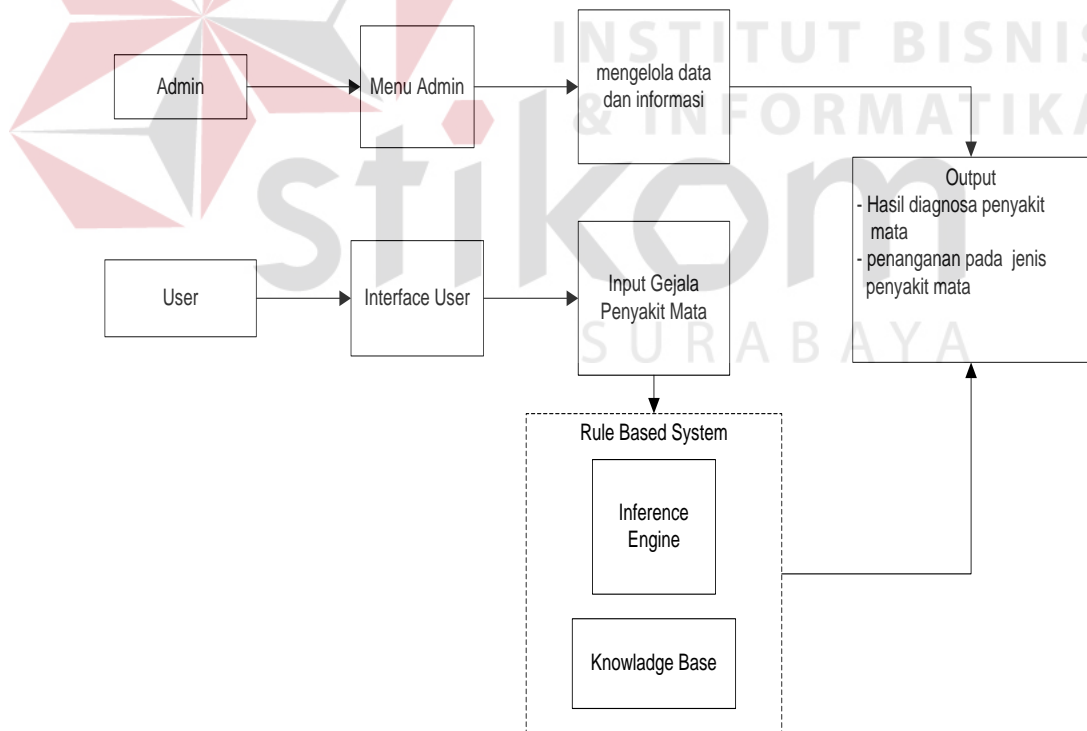 INSTITUT BISNIS
& INFORMATIKA
stikom
SURABAYA
Admin
Menu Admin
mengelola data
dan informasi
Output
- Hasil diagnosa penyakit
mata
- penanganan pada jenis
penyakit mata
User
Interface User
Input Gejala
Penyakit Mata
Rule Based System
Inference
Engine
Knowladge Base